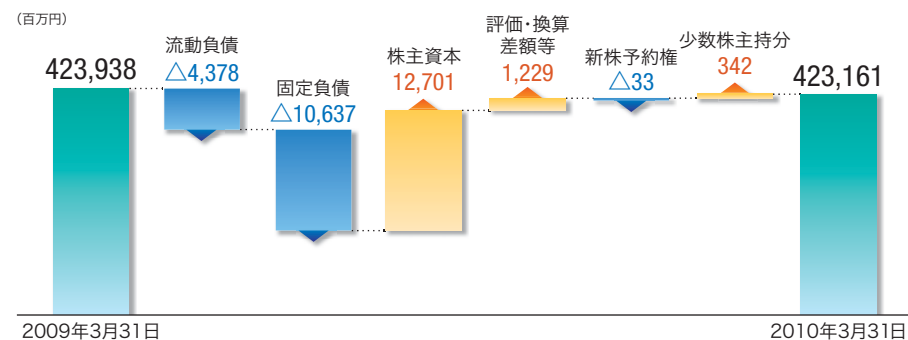 (百万円)
423,938
流動負債
△4,378
固定負債
△10,637
株主資本
12,701
評価・換算
差額等
1,229
新株予約権
△33
少数株主持分
342
423,161
2009年3月31日
2010年3月31日